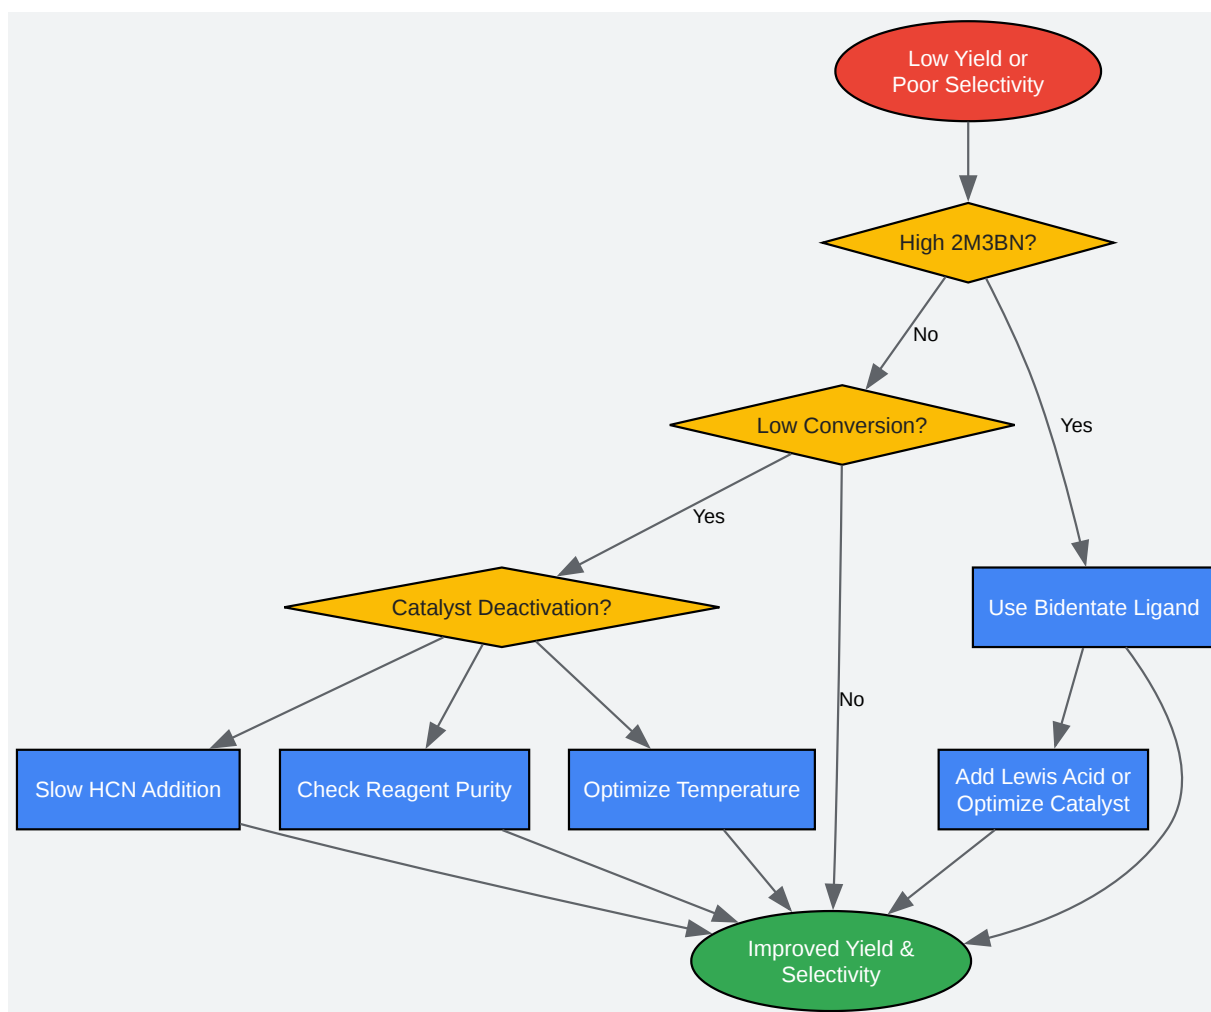 Low Yield or
Poor Selectivity
High 2M3BN?
No
Low Conversion?
Yes
Yes
Catalyst Deactivation?
Use Bidentate Ligand
No
Slow HCN Addition
Check Reagent Purity
Optimize Temperature
Add Lewis Acid or
Optimize Catalyst
Improved Yield &
Selectivity